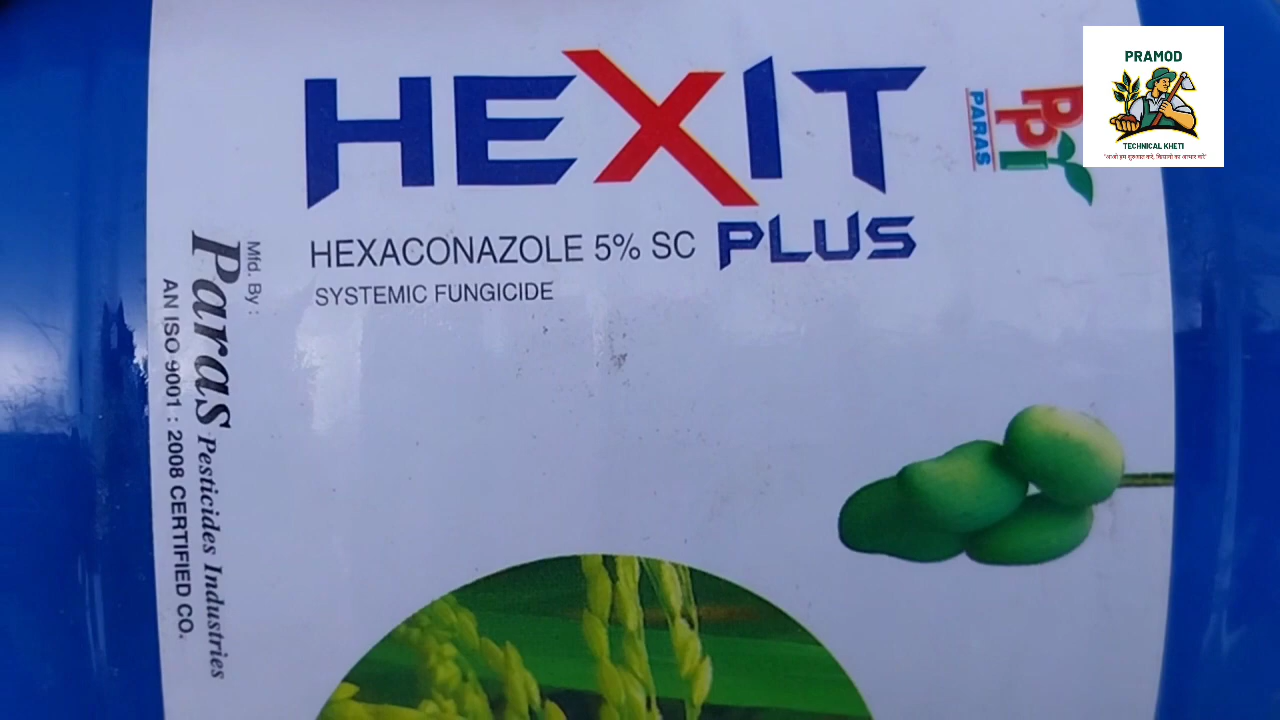 HEXIT
PLUS
HEXACONAZOLE 5% SC
SYSTEMIC FUNGICIDE
Mfd. By :
Paras Pesticides Industries
AN ISO 9001 : 2008 CERTIFIED CO.
PARAS
PRAMOD
TECHNICAL KHETI